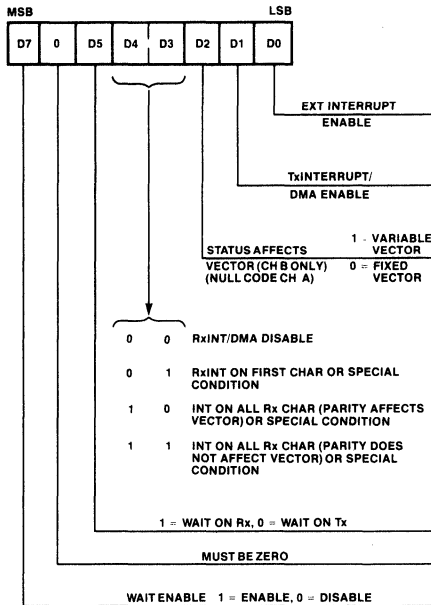 MSB LSB
D7 0 D5 D4 D3 D2 D1 D0
EXT INTERRUPT
ENABLE
TxINTERRUPT/
DMA ENABLE
STATUS AFFECTS
VECTOR (CH B ONLY)
(NULL CODE CH A)
1 - VARIABLE
VECTOR
0 = FIXED
VECTOR
0 0 RxINT/DMA DISABLE
0 1 RxINT ON FIRST CHAR OR SPECIAL
CONDITION
1 0 INT ON ALL Rx CHAR (PARITY AFFECTS
VECTOR) OR SPECIAL CONDITION
1 1 INT ON ALL Rx CHAR (PARITY DOES
NOT AFFECT VECTOR) OR SPECIAL
CONDITION
1 = WAIT ON Rx, 0 = WAIT ON Tx
MUST BE ZERO
WAIT ENABLE 1 = ENABLE, 0 = DISABLE